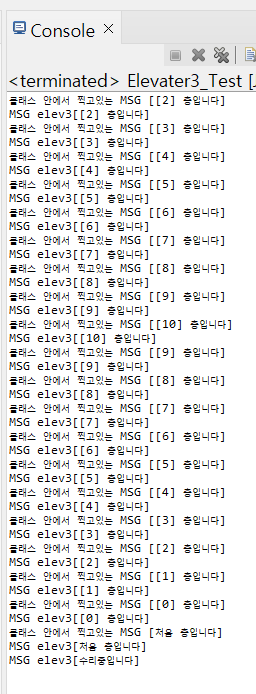 Console
<terminated> Elevater3_Test [
클래스 안에서 찍고있는 MSG [[2] 층입니다]
MSG elev3[[2] 층입니다]
클래스 안에서 찍고있는 MSG [[3] 층입니다]
MSG elev3[[3] 층입니다]
클래스 안에서 찍고있는 MSG [[4] 층입니다]
MSG elev3[[4] 층입니다]
클래스 안에서 찍고있는 MSG [[5] 층입니다]
MSG elev3[[5] 층입니다]
클래스 안에서 찍고있는 MSG [[6] 층입니다]
MSG elev3[[6] 층입니다]
클래스 안에서 찍고있는 MSG [[7] 층입니다]
MSG elev3[[7] 층입니다]
클래스 안에서 찍고있는 MSG [[8] 층입니다]
MSG elev3[[8] 층입니다]
클래스 안에서 찍고있는 MSG [[9] 층입니다]
MSG elev3[[9] 층입니다]
클래스 안에서 찍고있는 MSG [[10] 층입니다]
MSG elev3[[10] 층입니다]
클래스 안에서 찍고있는 MSG [[9] 층입니다]
MSG elev3[[9] 층입니다]
클래스 안에서 찍고있는 MSG [[8] 층입니다]
MSG elev3[[8] 층입니다]
클래스 안에서 찍고있는 MSG [[7] 층입니다]
MSG elev3[[7] 층입니다]
클래스 안에서 찍고있는 MSG [[6] 층입니다]
MSG elev3[[6] 층입니다]
클래스 안에서 찍고있는 MSG [[5] 층입니다]
MSG elev3[[5] 층입니다]
클래스 안에서 찍고있는 MSG [[4] 층입니다]
MSG elev3[[4] 층입니다]
클래스 안에서 찍고있는 MSG [[3] 층입니다]
MSG elev3[[3] 층입니다]
클래스 안에서 찍고있는 MSG [[2] 층입니다]
MSG elev3[[2] 층입니다]
클래스 안에서 찍고있는 MSG [[1] 층입니다]
MSG elev3[[1] 층입니다]
클래스 안에서 찍고있는 MSG [[0] 층입니다]
MSG elev3[[0] 층입니다]
클래스 안에서 찍고있는 MSG [처음 층입니다]
MSG elev3[처음 층입니다]
MSG elev3[수리중입니다]